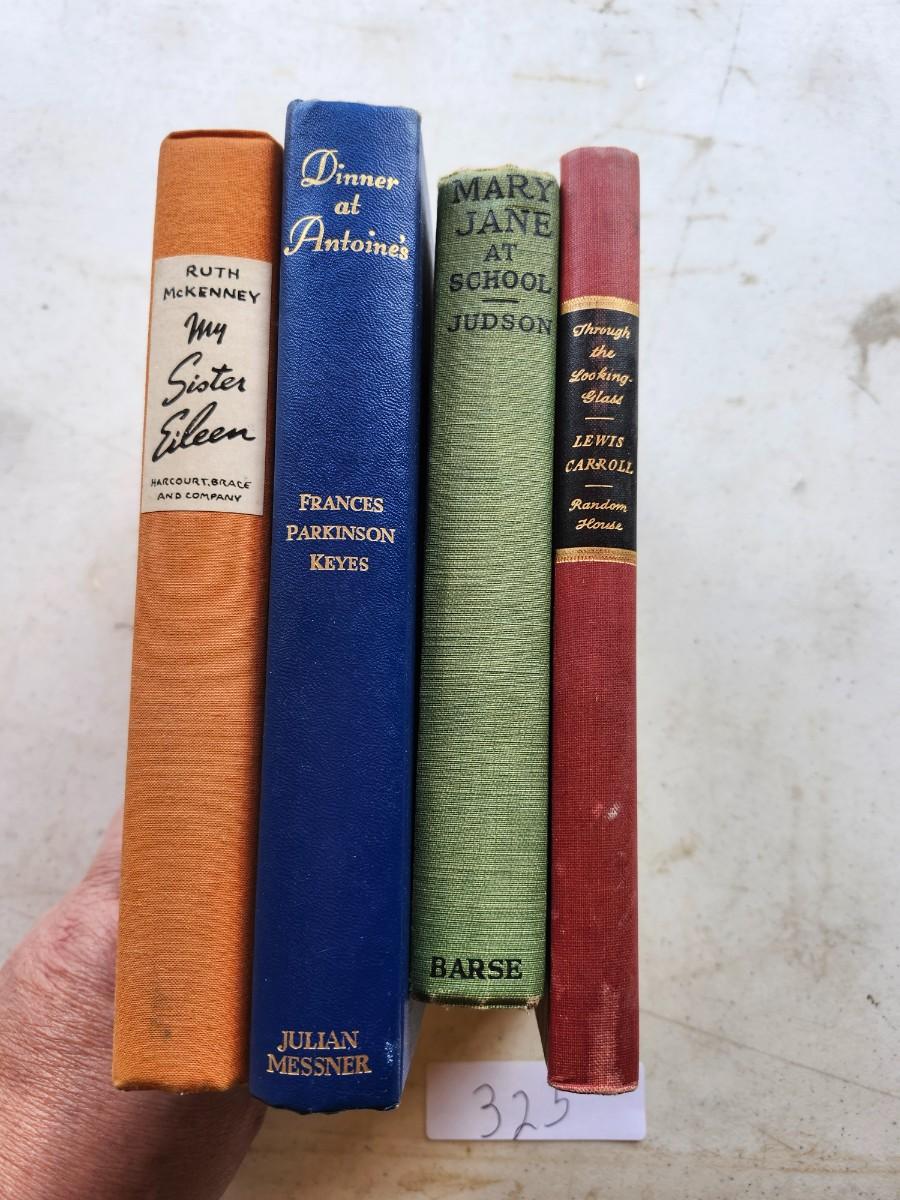 RUTH
McKENNEY
My
Sister
Eileen
HARCOURT, BRACE
AND COMPANY
Dinner
at
Antoine's
FRANCES
PARKINSON
KEYES
JULIAN
MESSNER
MARY
JANE
AT
SCHOOL
JUDSON
BARSE
Through
the
Looking-
Glass
LEWIS
CARROLL
Random
House
325